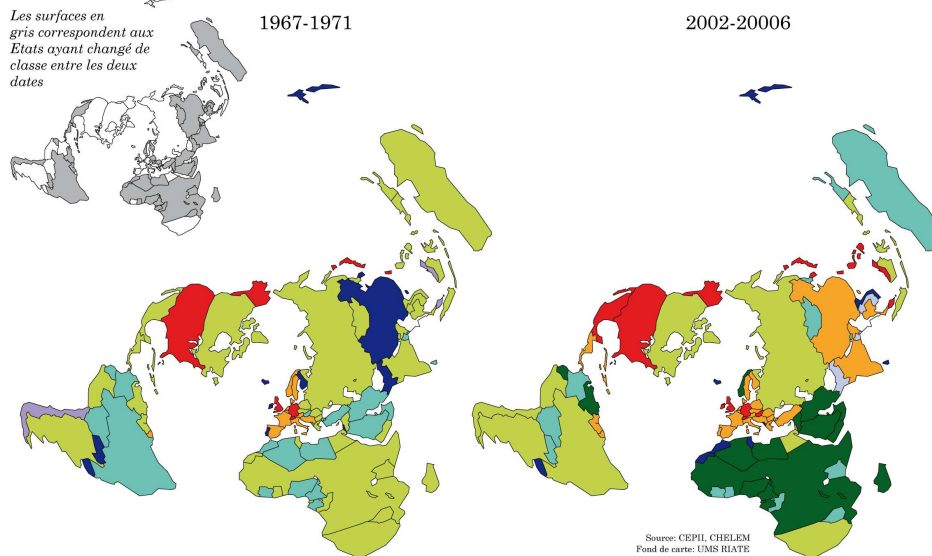 Les surfaces en
gris correspondent aux
Etats ayant changé de
classe entre les deux
dates
1967-1971
2002-20006
Source: CEPII, CHELEM
Fond de carte: UMS RIATE